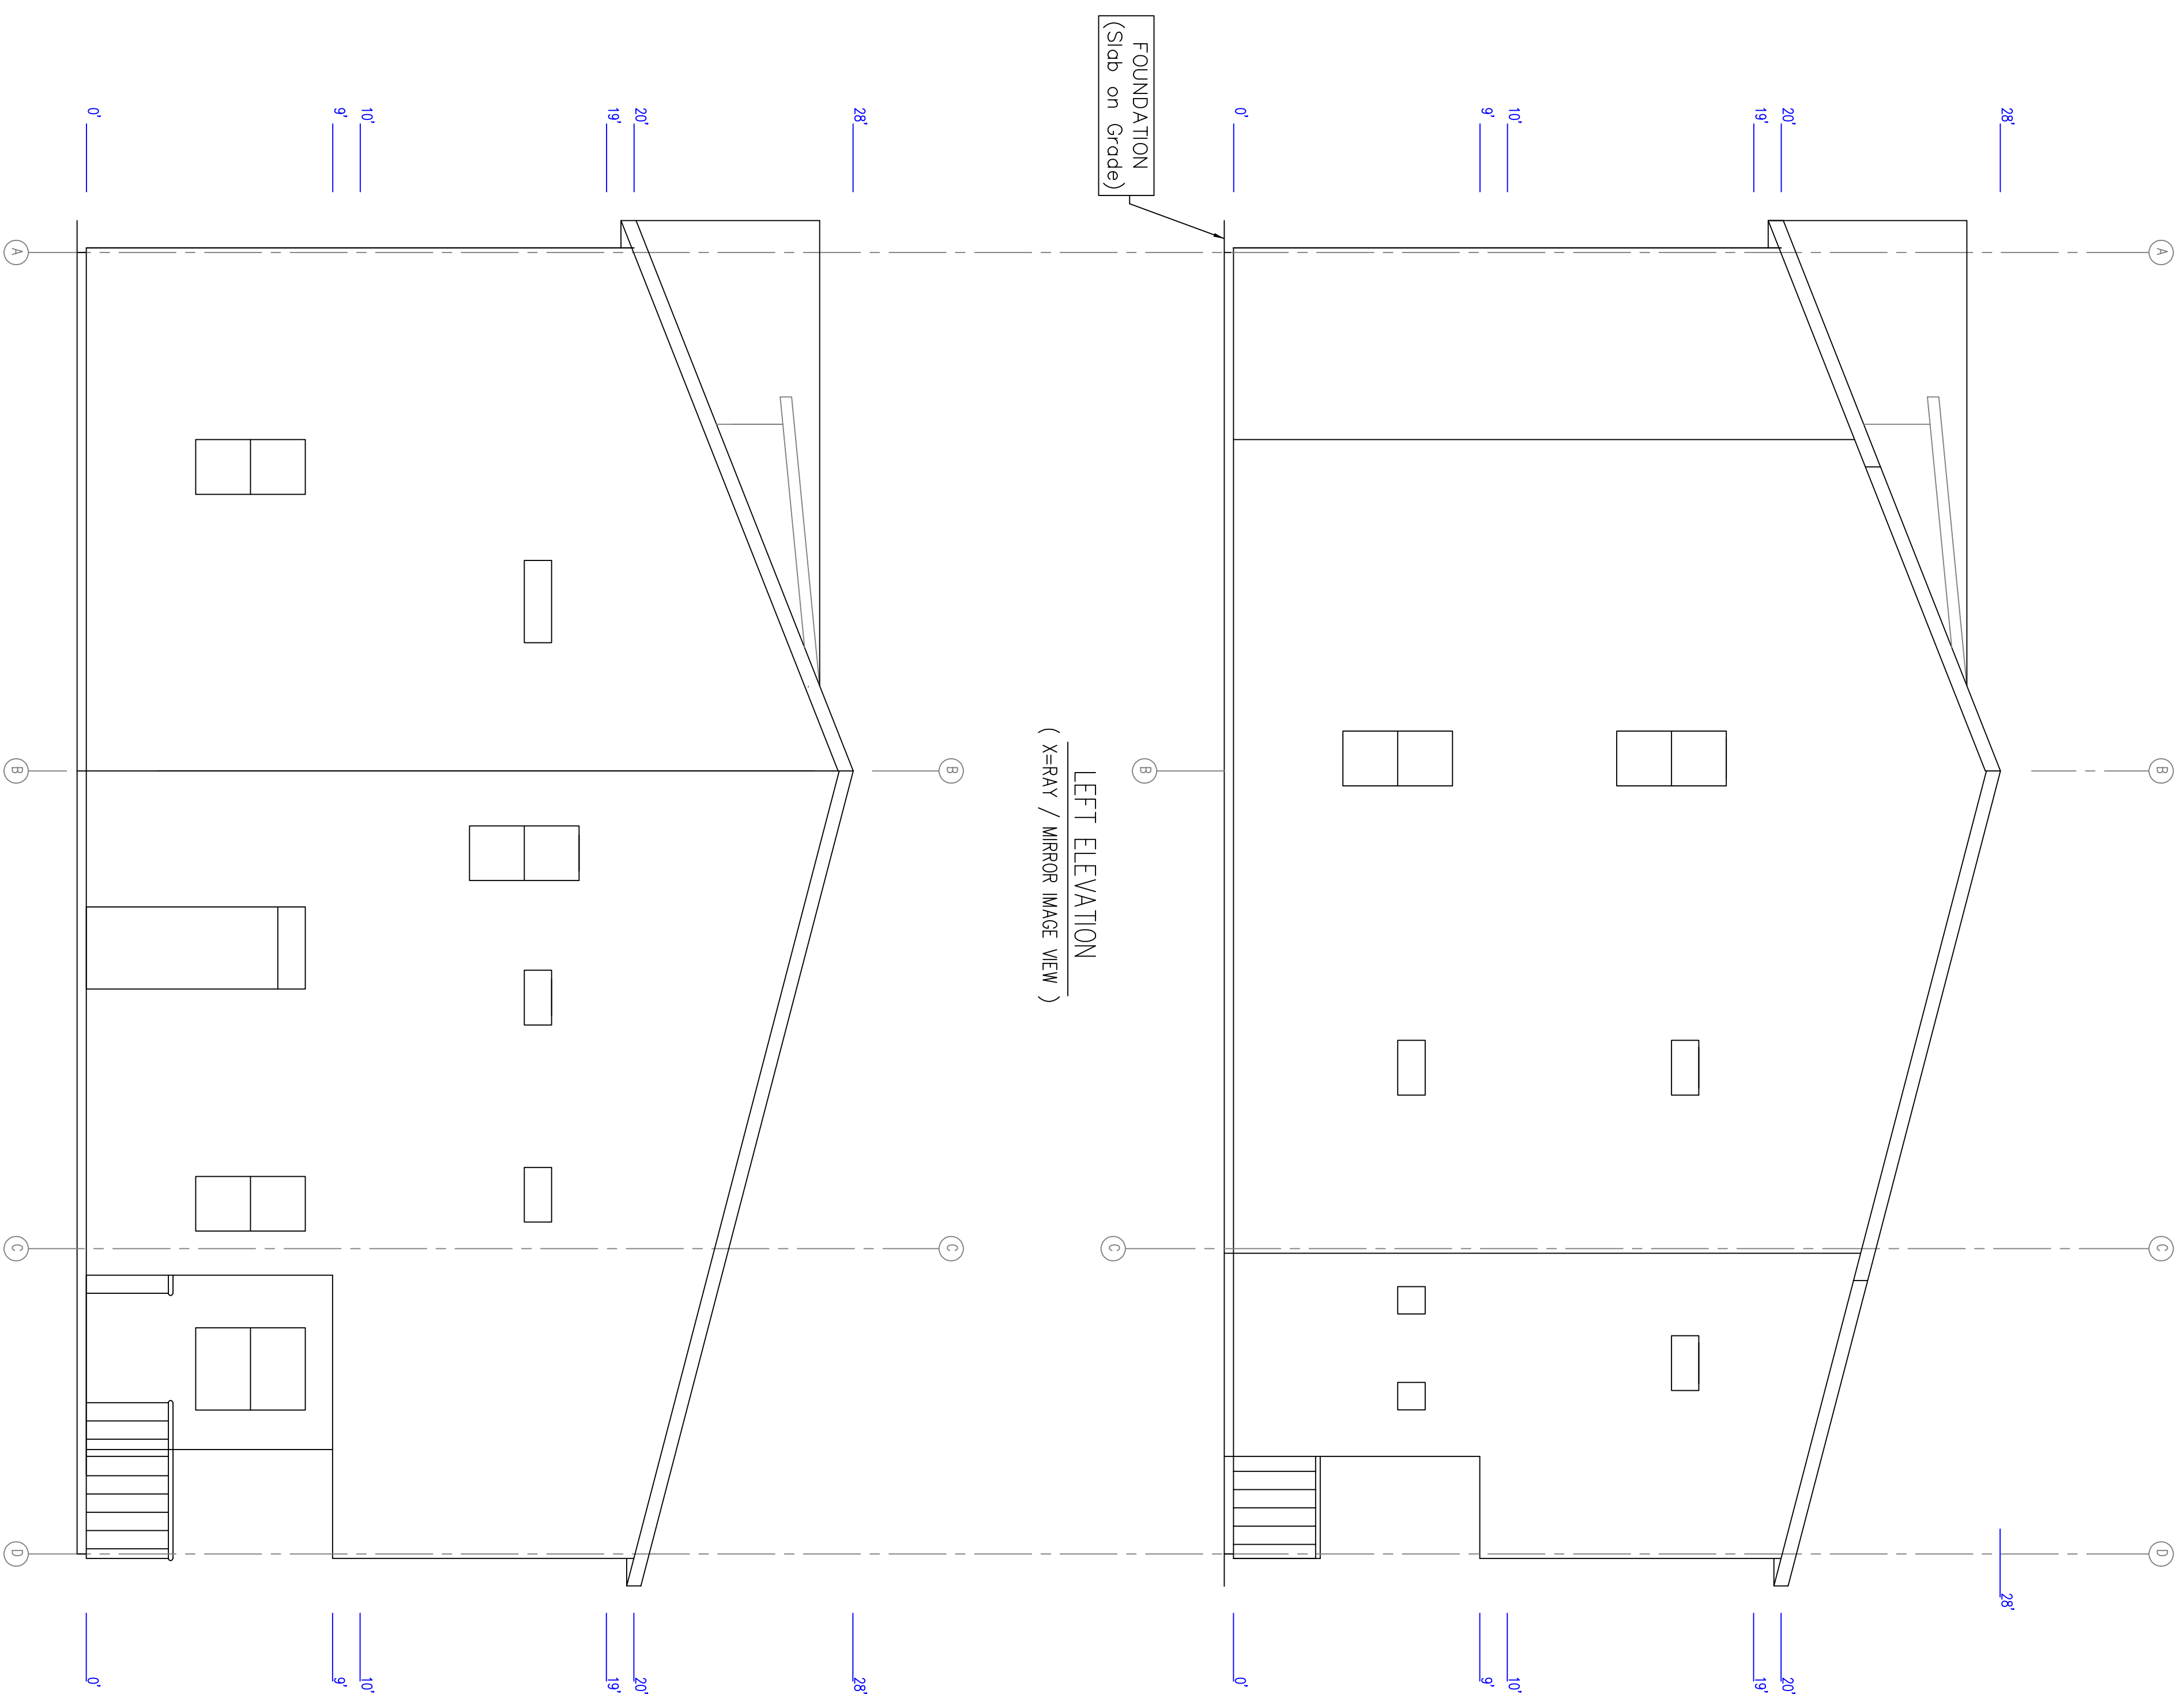 A B C D
28' 28'
20' 20'
19' 19'
10' 10'
9' 9'
0' 0'
FOUNDATION
(Slab on Grade)
B C
LEFT ELEVATION
( X=RAY / MIRROR IMAGE VIEW )
B C
28' 28'
20' 20'
19' 19'
10' 10'
9' 9'
0' 0'
A B C D